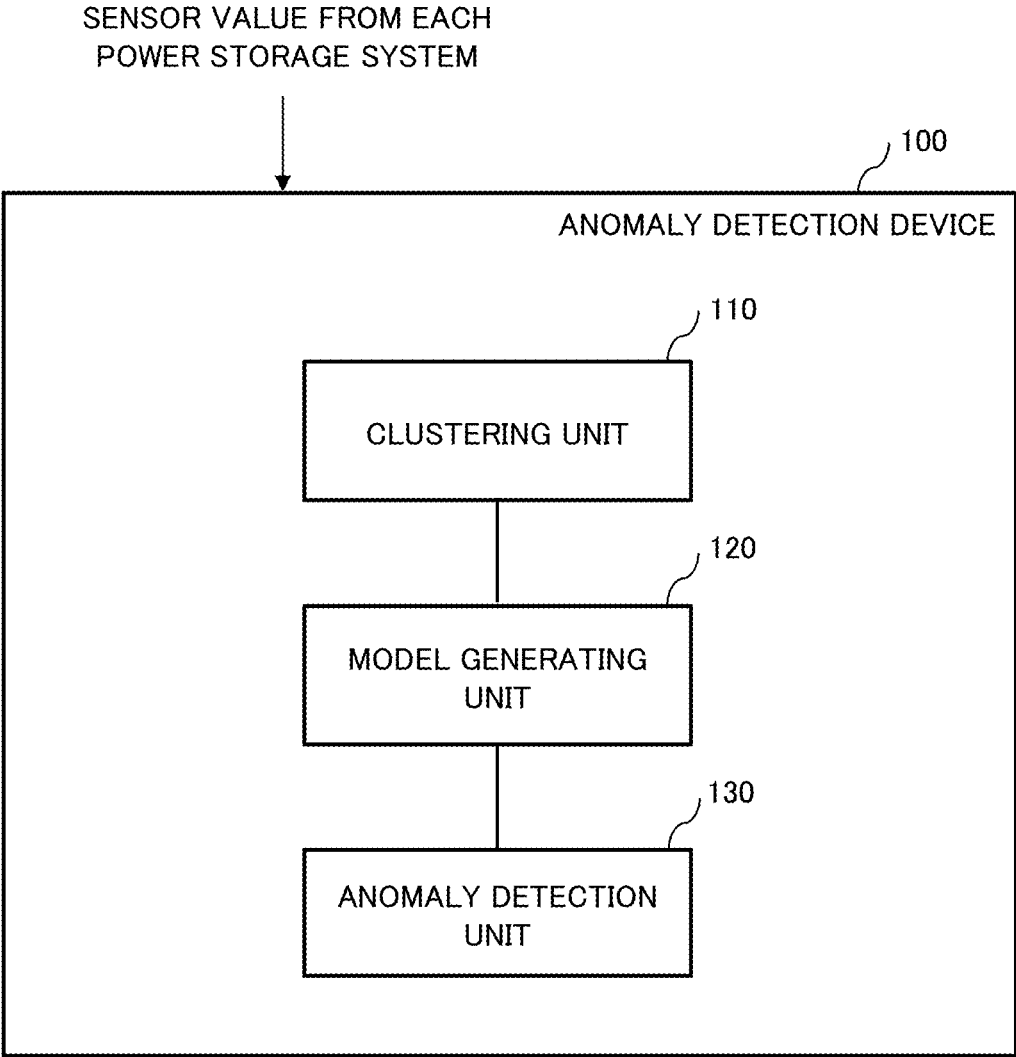 SENSOR VALUE FROM EACH
POWER STORAGE SYSTEM
100
ANOMALY DETECTION DEVICE
110
CLUSTERING UNIT
120
MODEL GENERATING
UNIT
130
ANOMALY DETECTION
UNIT